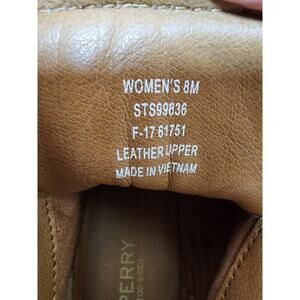 WOMEN'S 8M
STS99836
F-17 61751
LEATHER UPPER
MADE IN VIETNAM
PERRY